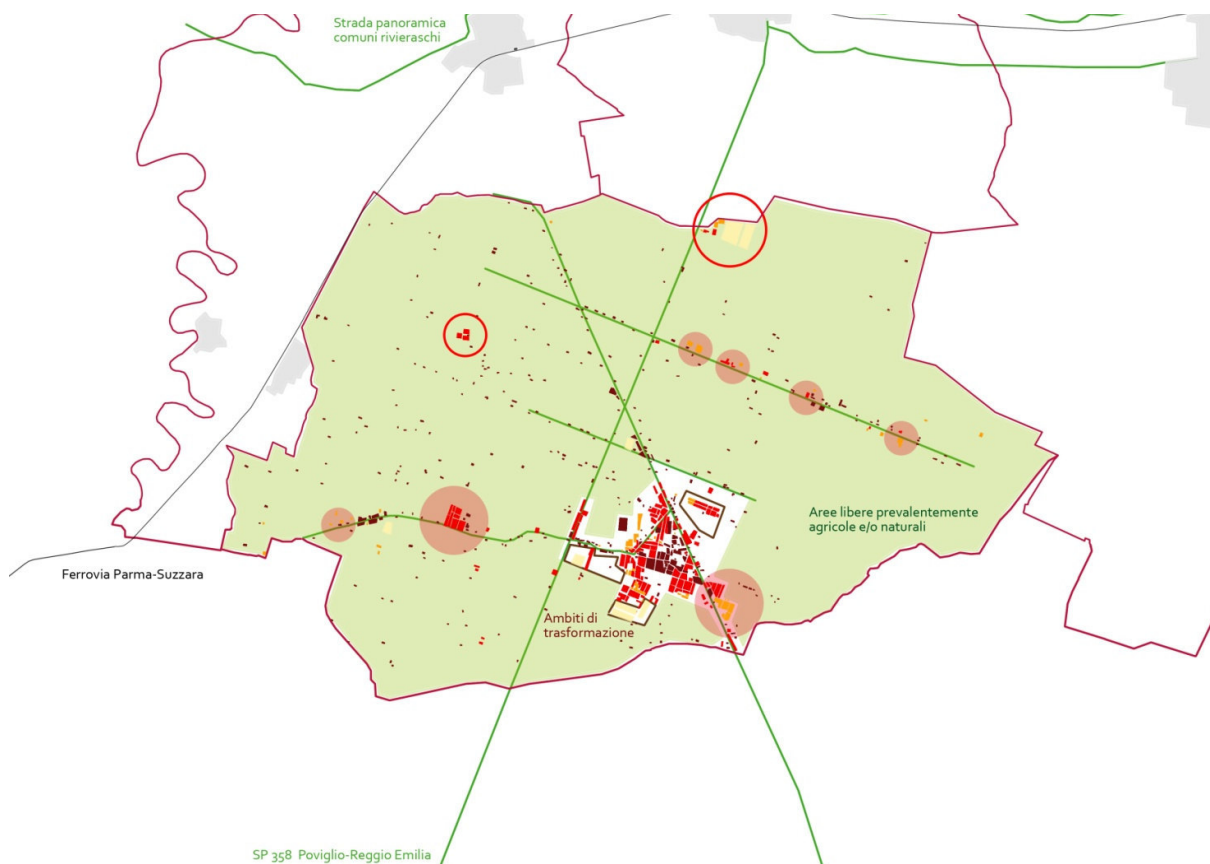 Strada panoramica
comuni rivieraschi
Aree libere prevalentemente
agricole e/o naturali
Ferrovia Parma-Suzzara
Ambiti di
trasformazione
SP 358 Poviglio-Reggio Emilia